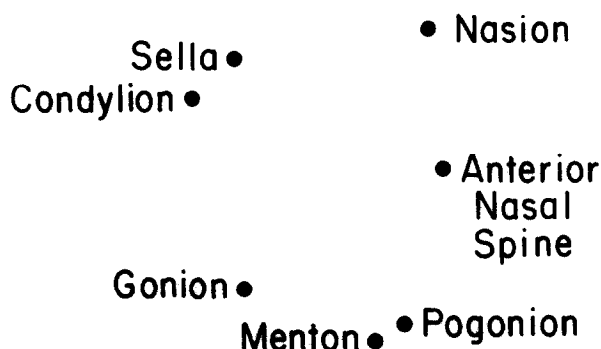 Nasion
Sella
Condylion
Anterior
Nasal
Spine
Gonion
Pogonion
Menton